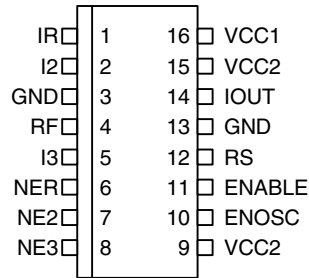 IR 1 16 VCC1
I2 2 15 VCC2
GND 3 14 IOUT
RF 4 13 GND
I3 5 12 RS
NER 6 11 ENABLE
NE2 7 10 ENOSC
NE3 8 9 VCC2